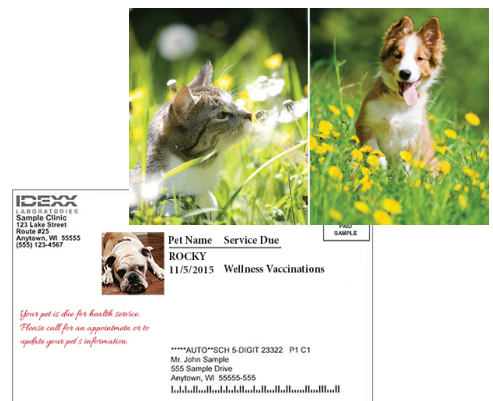 IDEXX
LABORATORIES
Sample Clinic
123 Lake Street
Route #25
Anytown, WI 55555
(555) 123-4567
PAID
SAMPLE
Pet Name Service Due
ROCKY
11/5/2015 Wellness Vaccinations
Your pet is due for health service.
Please call for an appointmetn or to
update your pet's information.
*****AUTO**SCH 5-DIGIT 23322 P1 C1
Mr. John Sample
555 Sample Drive
Anytown, WI 55555-555